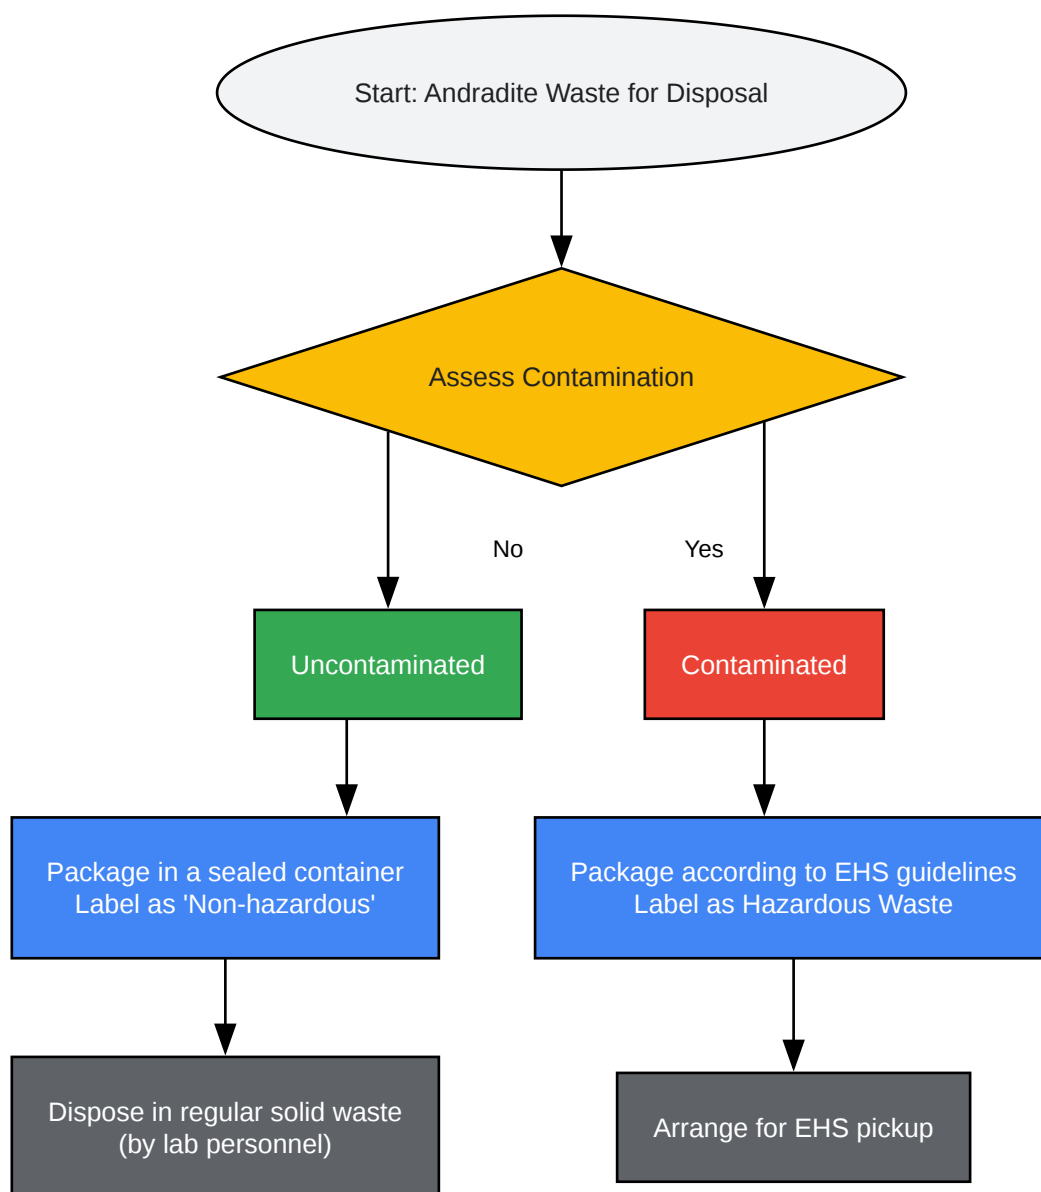 Start: Andradite Waste for Disposal
Assess Contamination
No
Yes
Uncontaminated
Contaminated
Package in a sealed container
Label as 'Non-hazardous'
Package according to EHS guidelines
Label as Hazardous Waste
Dispose in regular solid waste
(by lab personnel)
Arrange for EHS pickup